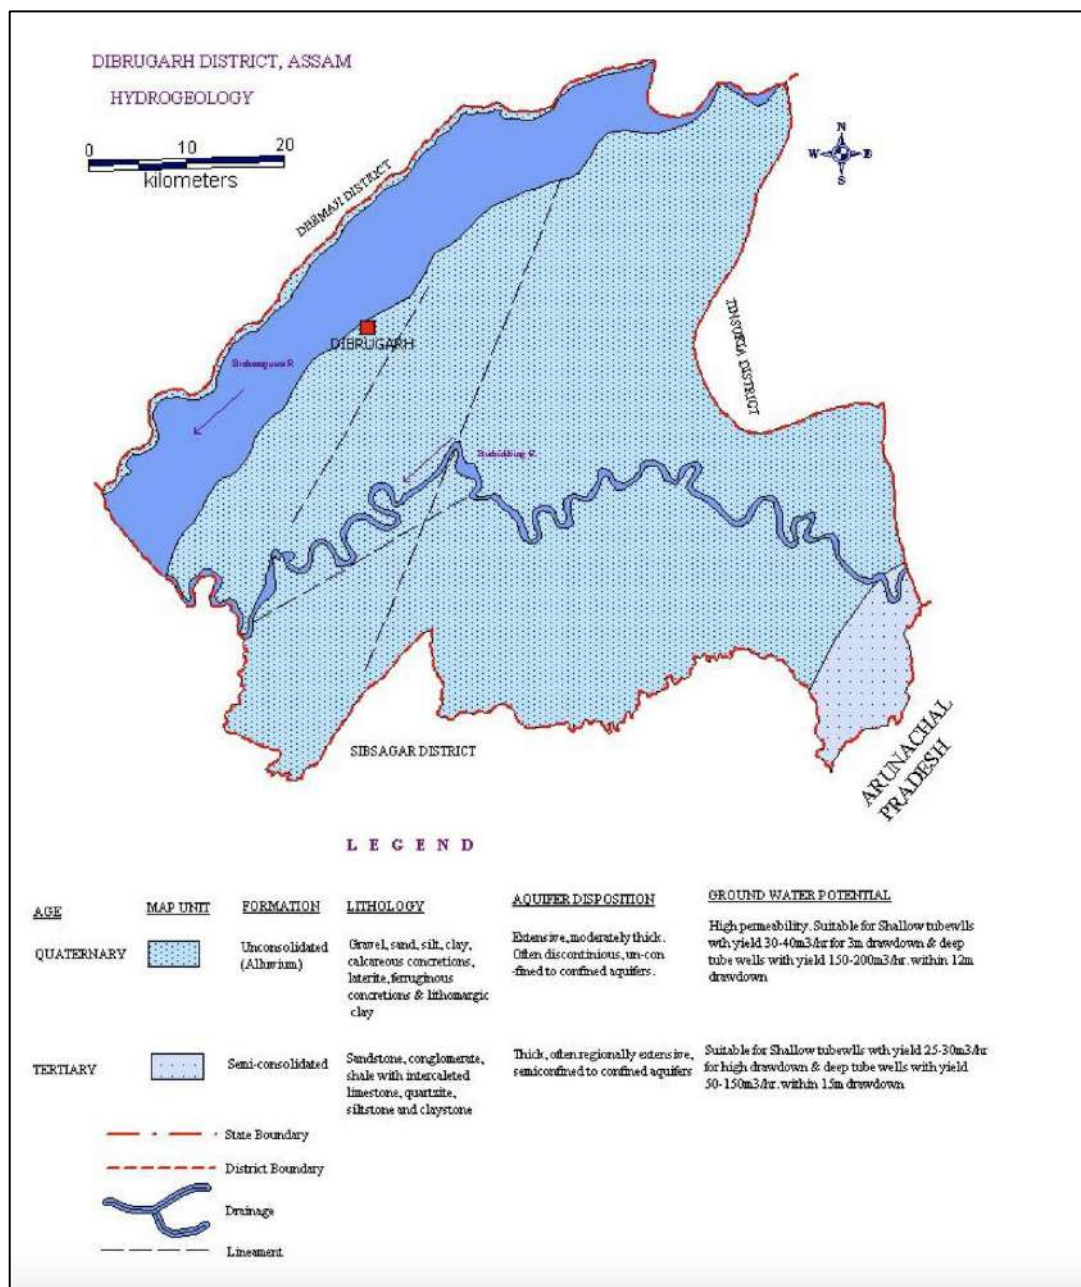 DIBRUGARH DISTRICT, ASSAM
HYDROGEOLOGY
0 10 20
kilometers
N
W E
S
DHEMAJI DISTRICT
DIBRUGARH
TINSUKIA DISTRICT
SIBSAGAR DISTRICT
ARUNACHAL
PRADESH
L E G E N D
AGE
MAP UNIT
FORMATION
LITHOLOGY
AQUIFER DISPOSITION
GROUND WATER POTENTIAL
QUATERNARY
Unconsolidated
(Alluvium)
Gravel, sand, silt, clay,
calcareous concretions,
laterite, ferruginous
concretions & lithomargic
clay
Extensive, moderately thick.
Often discontinious, un-con
-fined to confined aquifers.
High permeability. Suitable for Shallow tubewlls
wth yield 30-40m3/hr for 3m drawdown & deep
tube wells with yield 150-200m3/hr. within 12m
drawdown
TERTIARY
Semi-consolidated
Sandstone, conglomerate,
shale with intercaleted
limestone, quartzite,
siltstone and claystone
Thick, often regionally extensive,
semiconfined to confined aquifers
Suitable for Shallow tubewlls wth yield 25-30m3/hr
for high drawdown & deep tube wells with yield
50-150m3/hr. within 15m drawdown
State Boundary
District Boundary
Drainage
Lineament